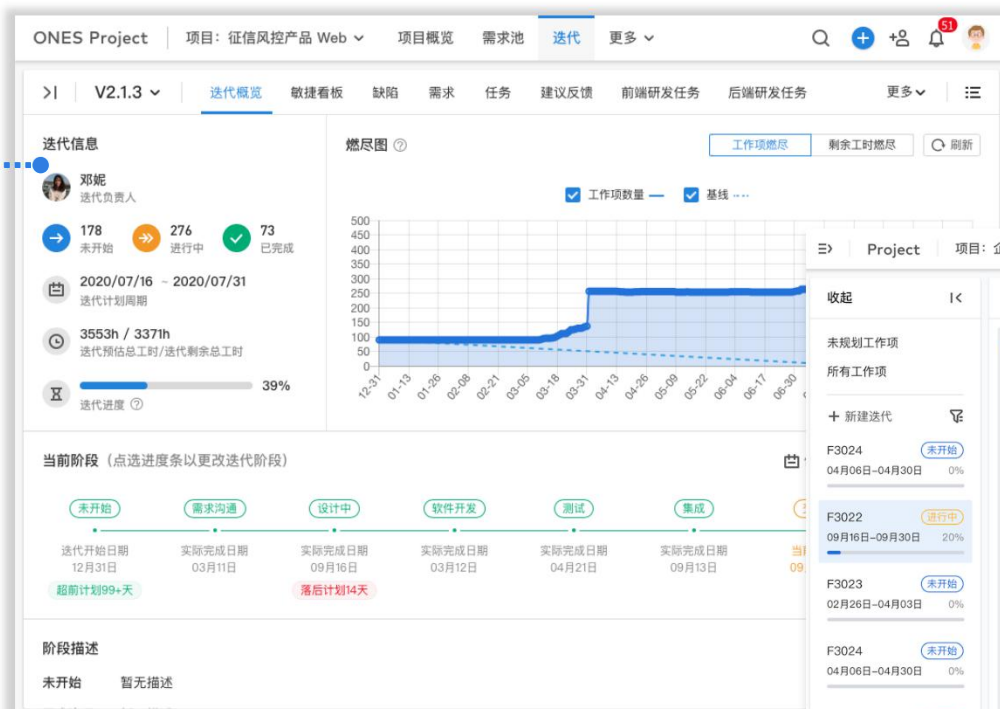 ONES Project 项目：征信风控产品 Web 项目概览 需求池 迭代 更多 51
V2.1.3 迭代概览 敏捷看板 缺陷 需求 任务 建议反馈 前端研发任务 后端研发任务 更多
迭代信息
邓妮
迭代负责人
178 276 73
未开始 进行中 已完成
2020/07/16 ~ 2020/07/31
迭代计划周期
3553h / 3371h
迭代预估总工时/迭代剩余总工时
39%
迭代进度
燃尽图 工作项燃尽 剩余工时燃尽 刷新
工作项数量 基线
500
450
400
350
300
250
200
150
100
50
0
12-31 01-13 01-26 02-08 02-21 03-05 03-18 03-31 04-13 04-26 05-09 05-22 06-04 06-17 06-30
当前阶段（点选进度条以更改迭代阶段）
未开始 需求沟通 设计中 软件开发 测试 集成
迭代开始日期 实际完成日期 实际完成日期 实际完成日期 实际完成日期 实际完成日期
12月31日 03月11日 09月16日 03月12日 04月21日 09月13日 09
超前计划99+天 落后计划14天
阶段描述
未开始 暂无描述
Project 项目：
收起
未规划工作项
所有工作项
新建迭代
F3024 未开始
04月06日-04月30日 0%
F3022 进行中
09月16日-09月30日 20%
F3023 未开始
02月26日-04月03日 0%
F3024 未开始
04月06日-04月30日 0%